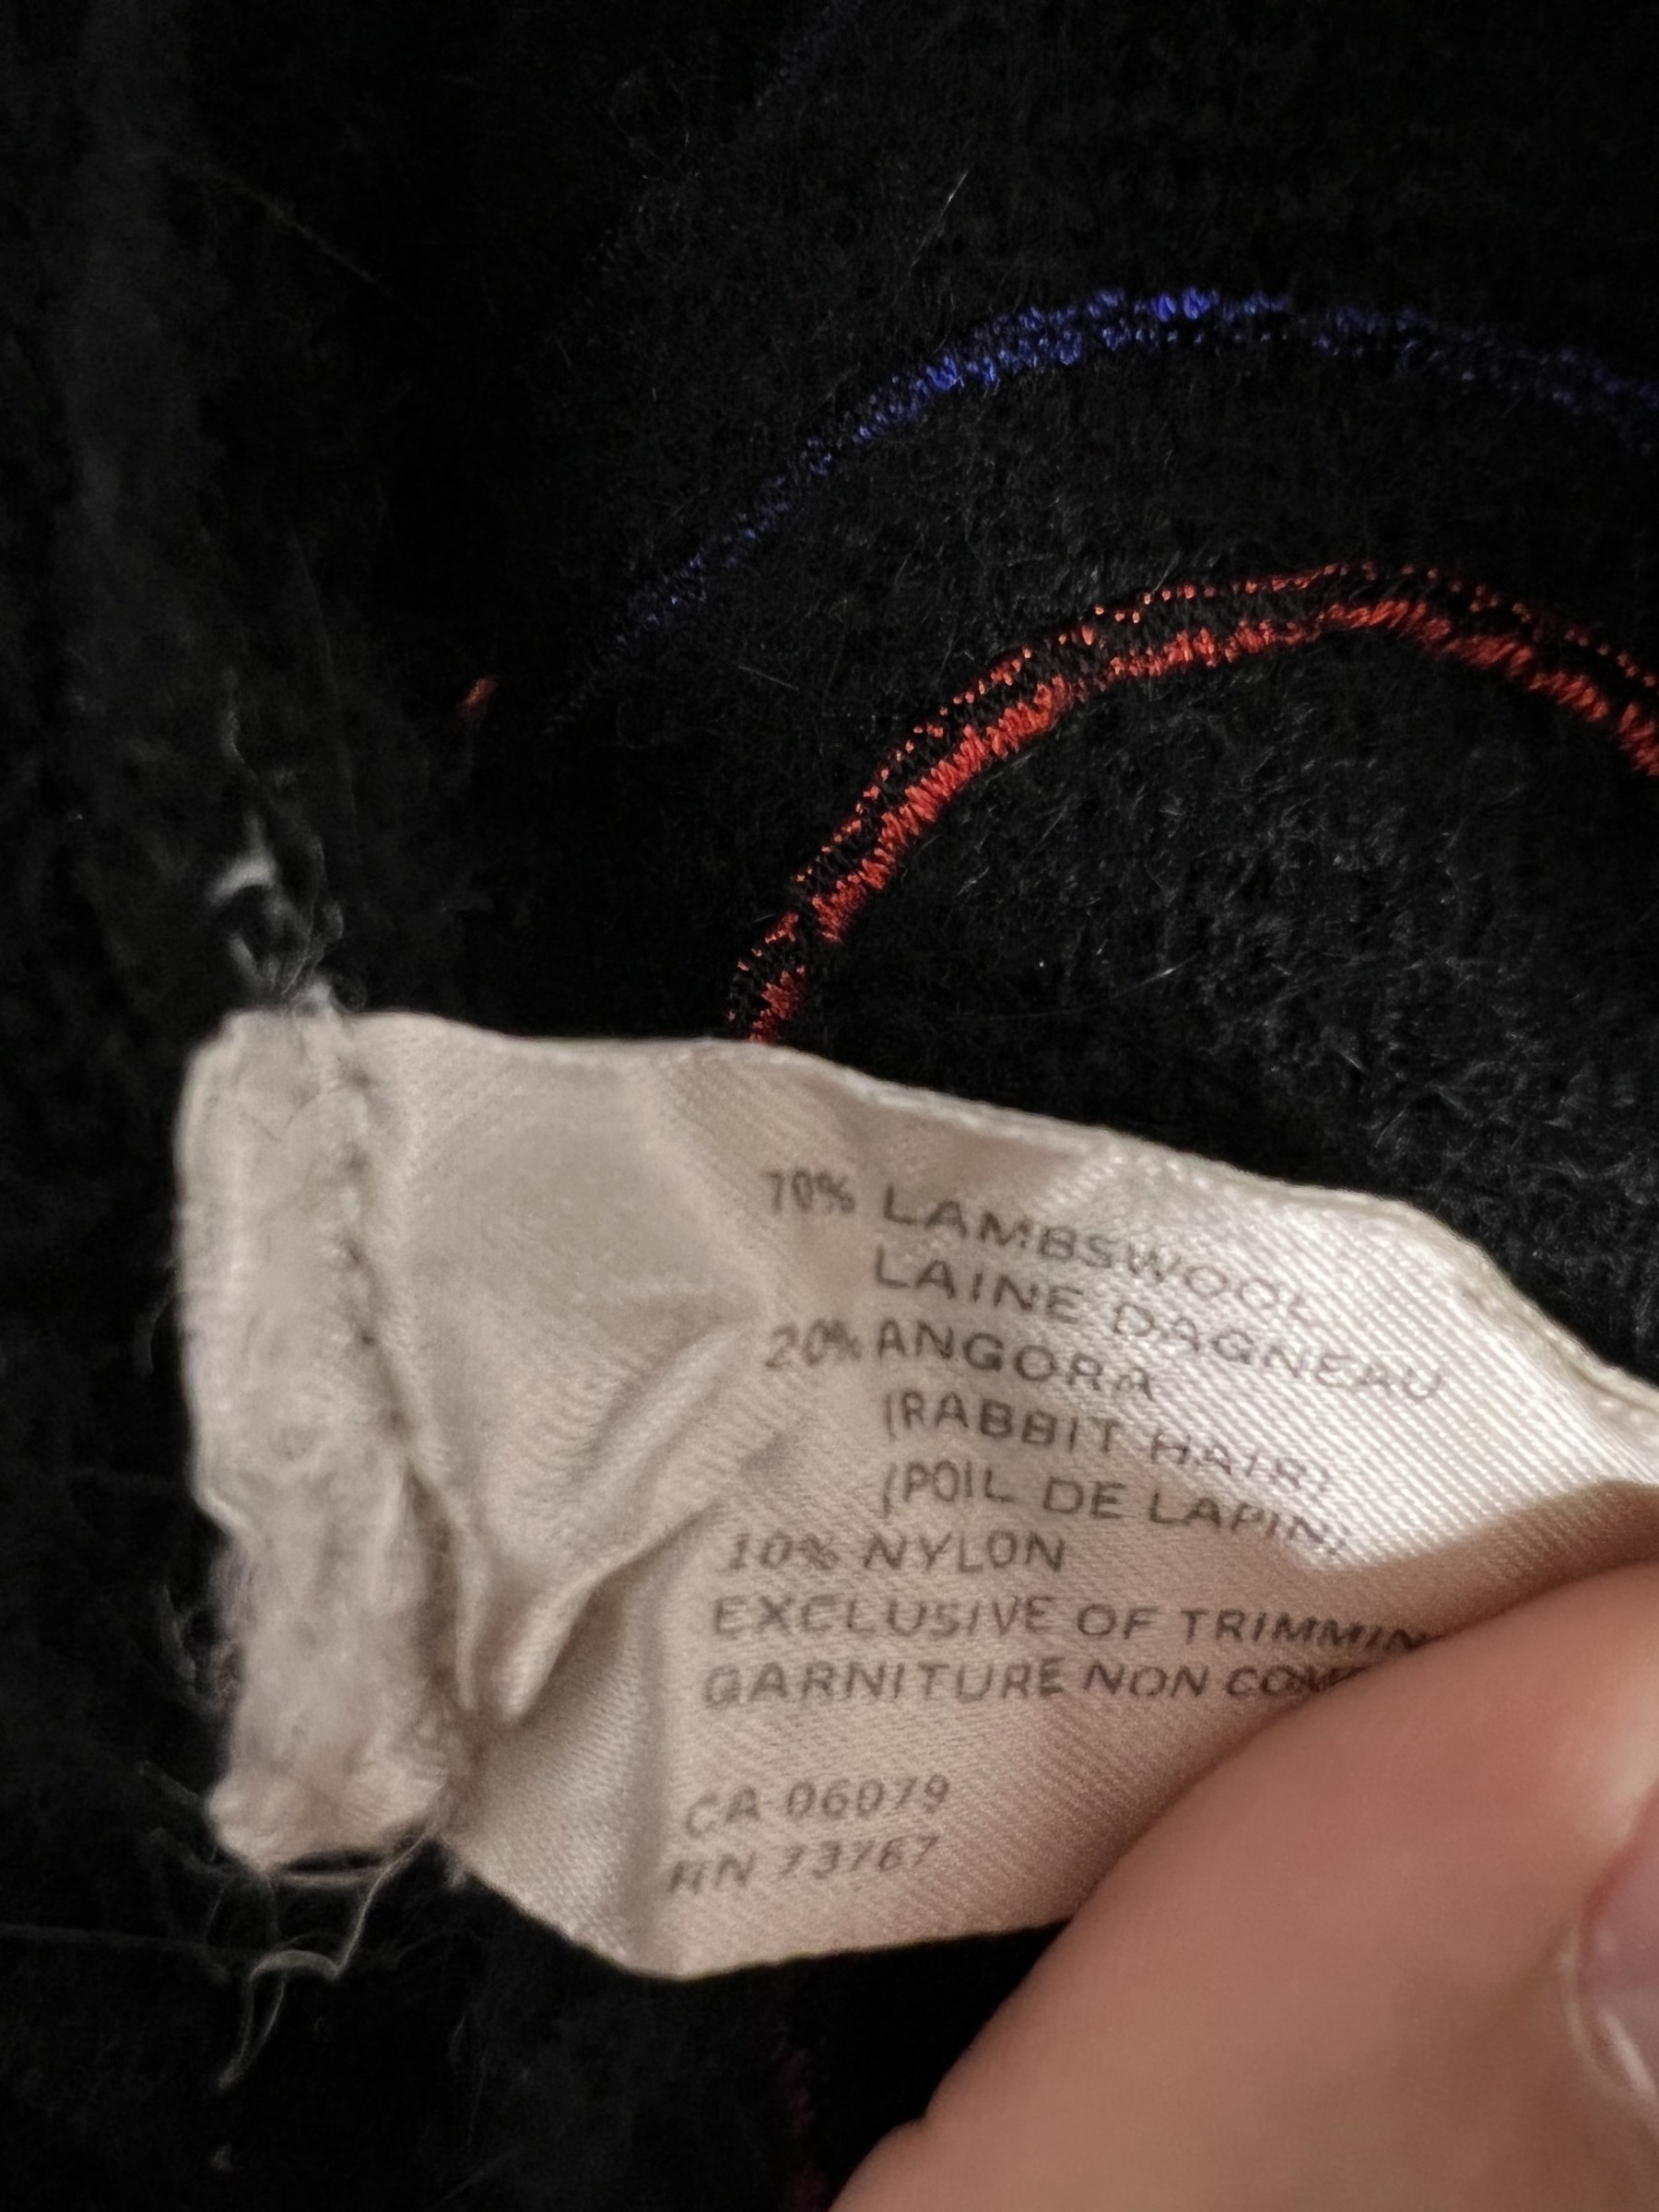 70% LAMBSWOOL
LAINE DAGNEAU
20% ANGORA
(RABBIT HAIR)
(POIL DE LAPIN)
10% NYLON
EXCLUSIVE OF TRIMMIN
GARNITURE NON COM
CA 06079
RN 73767